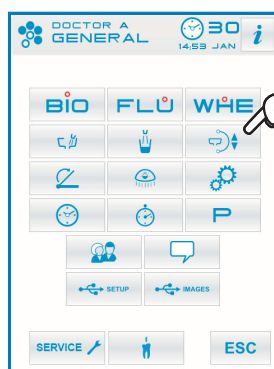 DOCTOR A
GENERAL
30
14:53 JAN
i
BIO FLU WHE
P
SETUP IMAGES
SERVICE ESC